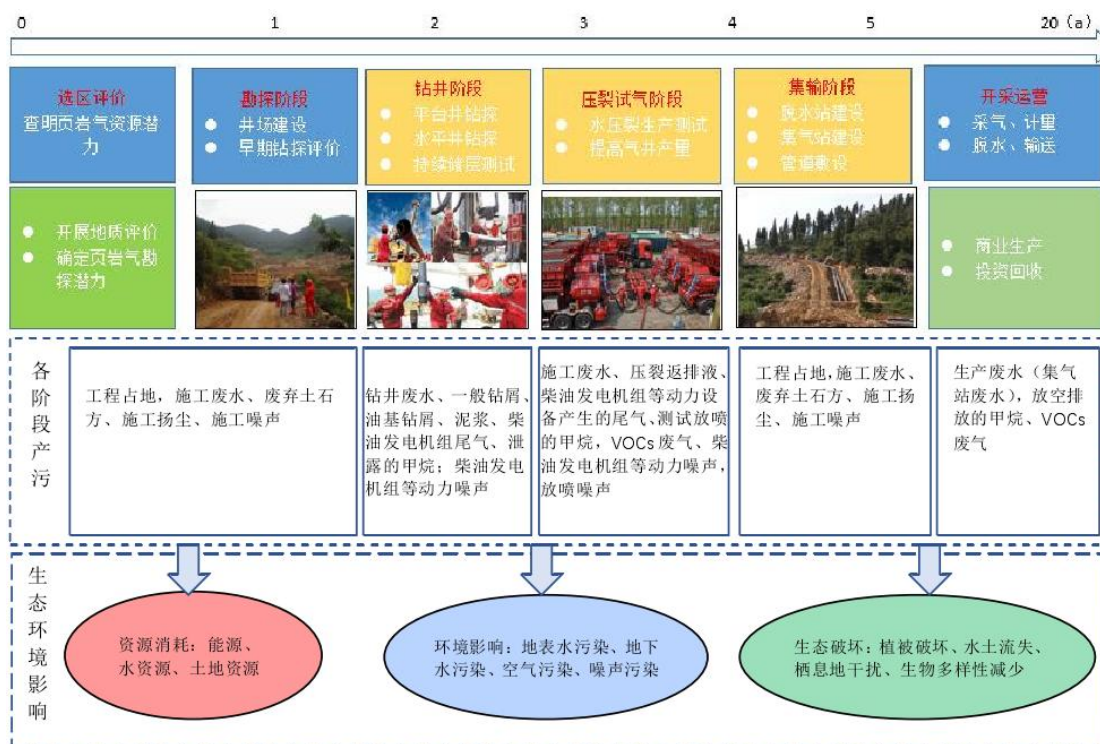 0 1 2 3 4 5 20 (a)
选区评价
查明页岩气资源潜
力
勘探阶段
● 井场建设
● 早期钻探评价
钻井阶段
● 平台井钻探
● 水平井钻探
● 持续储层测试
压裂试气阶段
● 水压裂生产测试
● 提高气井产量
集输阶段
● 脱水站建设
● 集气站建设
● 管道敷设
开采运营
● 采气、计量
● 脱水、输送
● 开展地质评价
● 确定页岩气勘
探潜力
● 商业生产
● 投资回收
各阶段产污
工程占地，施工废水、废弃土石
方、施工扬尘、施工噪声
钻井废水、一般钻屑、
油基钻屑、泥浆、柴
油发电机组尾气、泄
露的甲烷；柴油发电
机组等动力噪声
施工废水、压裂返排液、
柴油发电机组等动力设
备产生的尾气、测试放喷
的甲烷，VOCs 废气、柴
油发电机组等动力噪声，
放喷噪声
工程占地，施工废水、
废弃土石方、施工扬
尘、施工噪声
生产废水（集气
站废水），放空排
放的甲烷、VOCs
废气
生态环境影响
资源消耗：能源、
水资源、土地资源
环境影响：地表水污染、地下
水污染、空气污染、噪声污染
生态破坏：植被破坏、水土流失、
栖息地干扰、生物多样性减少